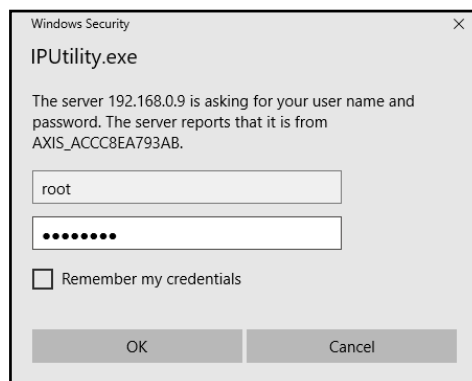 Windows Security
IPUtility.exe
The server 192.168.0.9 is asking for your user name and
password. The server reports that it is from
AXIS_ACCC8EA793AB.
root
••••••••
Remember my credentials
OK
Cancel